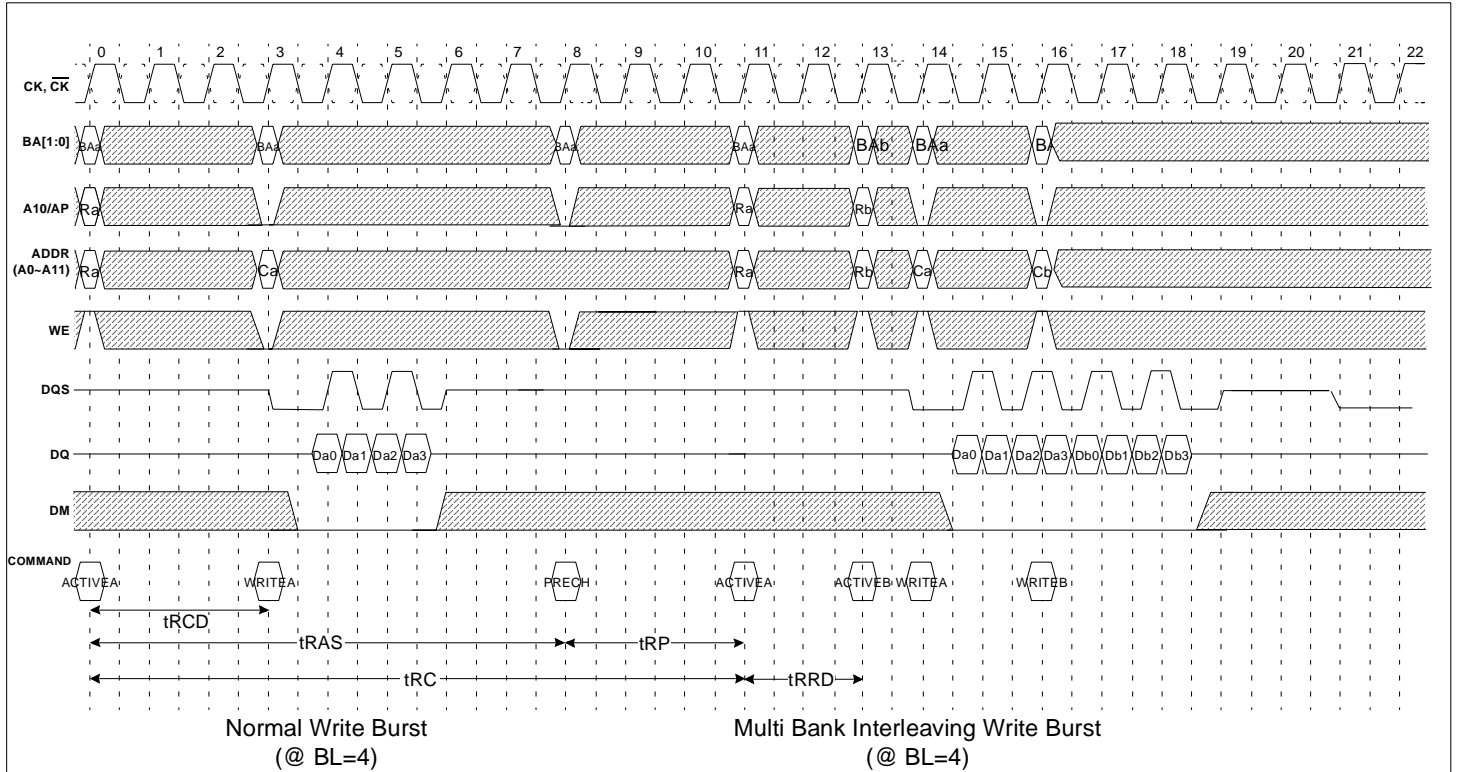 0 1 2 3 4 5 6 7 8 9 10 11 12 13 14 15 16 17 18 19 20 21 22
CK, CK
BA[1:0] BAa BAa BAa BAa BAb BAa BA
A10/AP Ra Ra Rb
ADDR
(A0~A11) Ra Ca Ra Rb Ca Cb
WE
DQS
DQ Da0 Da1 Da2 Da3 Da0 Da1 Da2 Da3 Db0 Db1 Db2 Db3
DM
COMMAND
ACTIVEA WRITEA PRECH ACTIVEA ACTIVEB WRITEA WRITEB
tRCD
tRAS tRP
tRC tRRD
Normal Write Burst Multi Bank Interleaving Write Burst
(@ BL=4) (@ BL=4)